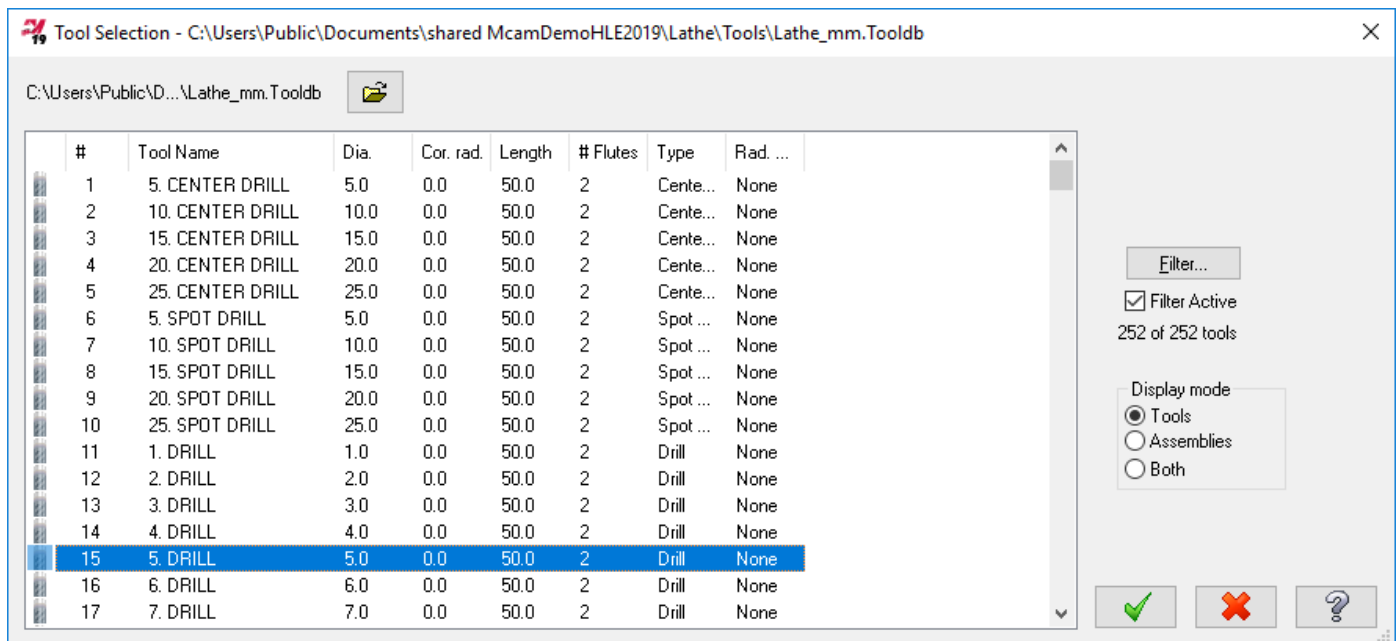 19 Tool Selection - C:\Users\Public\Documents\shared McamDemoHLE2019\Lathe\Tools\Lathe_mm.Tooldb
C:\Users\Public\D...\Lathe_mm.Tooldb
# Tool Name Dia. Cor. rad. Length # Flutes Type Rad. ...
1 5. CENTER DRILL 5.0 0.0 50.0 2 Cente... None
2 10. CENTER DRILL 10.0 0.0 50.0 2 Cente... None
3 15. CENTER DRILL 15.0 0.0 50.0 2 Cente... None
4 20. CENTER DRILL 20.0 0.0 50.0 2 Cente... None
5 25. CENTER DRILL 25.0 0.0 50.0 2 Cente... None
6 5. SPOT DRILL 5.0 0.0 50.0 2 Spot ... None
7 10. SPOT DRILL 10.0 0.0 50.0 2 Spot ... None
8 15. SPOT DRILL 15.0 0.0 50.0 2 Spot ... None
9 20. SPOT DRILL 20.0 0.0 50.0 2 Spot ... None
10 25. SPOT DRILL 25.0 0.0 50.0 2 Spot ... None
11 1. DRILL 1.0 0.0 50.0 2 Drill None
12 2. DRILL 2.0 0.0 50.0 2 Drill None
13 3. DRILL 3.0 0.0 50.0 2 Drill None
14 4. DRILL 4.0 0.0 50.0 2 Drill None
15 5. DRILL 5.0 0.0 50.0 2 Drill None
16 6. DRILL 6.0 0.0 50.0 2 Drill None
17 7. DRILL 7.0 0.0 50.0 2 Drill None
Filter...
Filter Active
252 of 252 tools
Display mode
Tools
Assemblies
Both